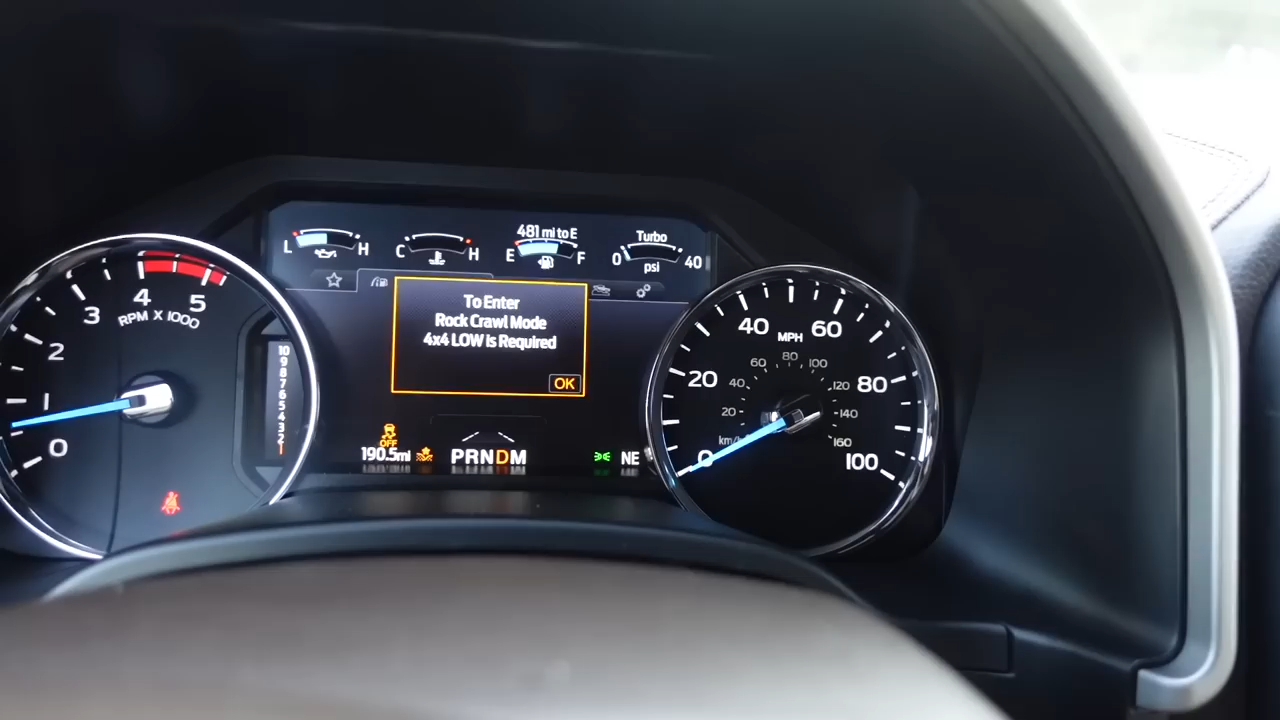 481 mi to E
L H
C H
E F
Turbo
0 40
psi
To Enter
Rock Crawl Mode
4x4 LOW is Required
OK
0 1 2 3 4 5
RPM X 1000
10
9
8
7
6
5
4
3
2
1
OFF
190.5mi
PRNDM
NE
0 20 40 60 80 100
MPH
20 40 60 80 100 120 140 160
km/h